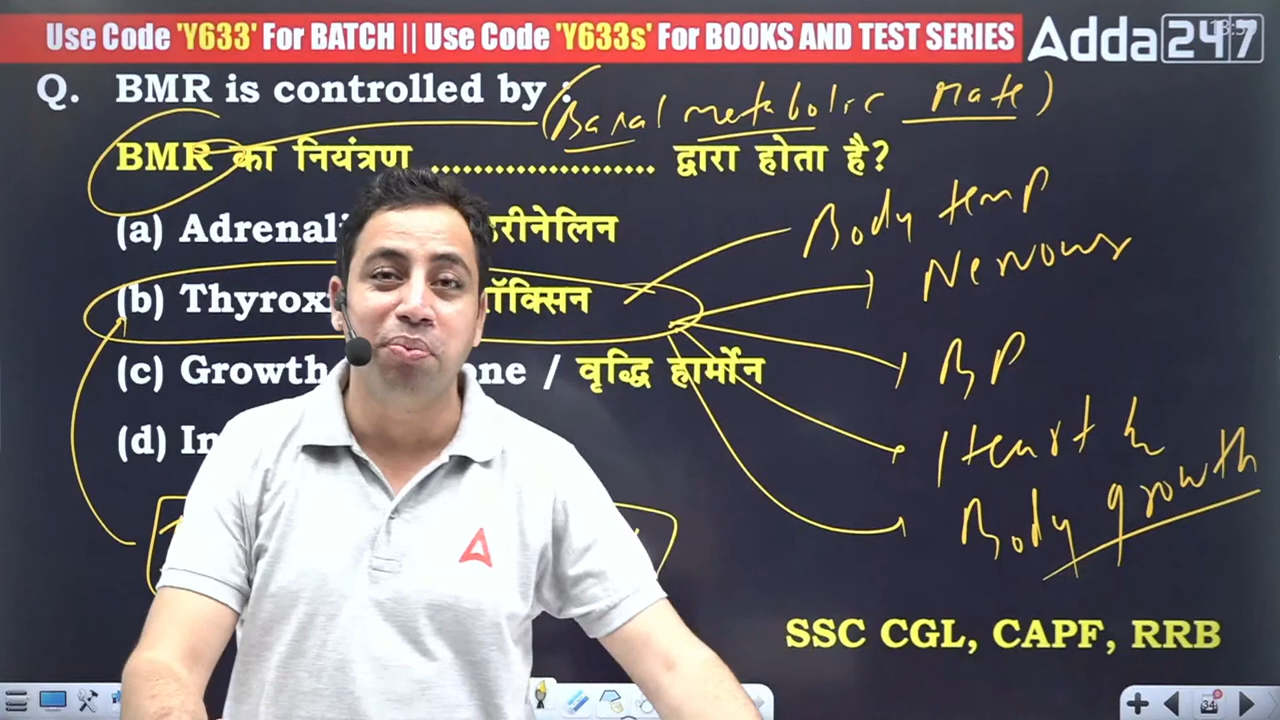 Use Code 'Y633' For BATCH || Use Code 'Y633s' For BOOKS AND TEST SERIES
Adda247
Q. BMR is controlled by :
(Basal metabolic rate)
BMR का नियंत्रण ........................ द्वारा होता है?
(a) Adrenali
रीनेलिन
(b) Thyrox
ॉक्सिन
(c) Growth one / वृद्धि हार्मोन
(d) In
Body temp
Nervous
BP
Heart
Body growth
SSC CGL, CAPF, RRB
34